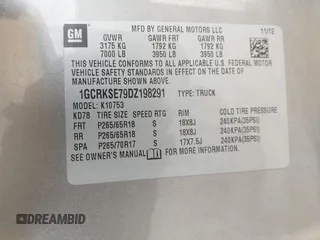 GM
MFD BY GENERAL MOTORS LLC 11/12
GVWR GAWR FRT GAWR RR
3175 KG 1792 KG 1792 KG
7000 LB 3950 LB 3950 LB
THIS VEHICLE CONFORMS TO ALL APPLICABLE U.S. FEDERAL
MOTOR VEHICLE SAFETY AND THEFT PREVENTION STANDARDS
IN EFFECT ON THE DATE OF MANUFACTURE SHOWN ABOVE.
1GCRKSE79DZ198291 TYPE: TRUCK
MODEL: K10753
KD78 TIRE SIZE SPEED RTG RIM COLD TIRE PRESSURE
FRT P265/65R18 S 18X8J 240KPA(35PSI)
RR P265/65R18 S 18X8J 240KPA(35PSI)
SPA P265/70R17 S 17X7.5J 240KPA(35PSI)
SEE OWNER'S MANUAL
DREAMBID